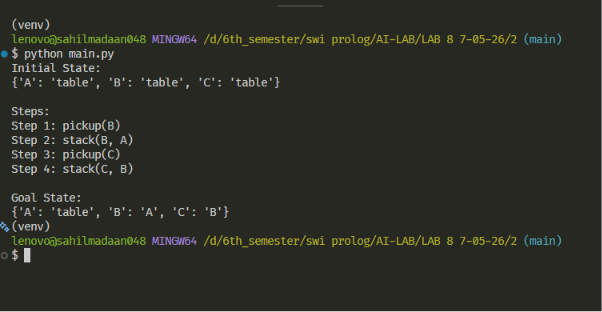 (venv)
lenovo@sahilmadaan048 MINGW64 /d/6th_semester/swi prolog/AI-LAB/LAB 8 7-05-26/2 (main)
$ python main.py
Initial State:
{'A': 'table', 'B': 'table', 'C': 'table'}

Steps:
Step 1: pickup(B)
Step 2: stack(B, A)
Step 3: pickup(C)
Step 4: stack(C, B)

Goal State:
{'A': 'table', 'B': 'A', 'C': 'B'}
(venv)
lenovo@sahilmadaan048 MINGW64 /d/6th_semester/swi prolog/AI-LAB/LAB 8 7-05-26/2 (main)
$